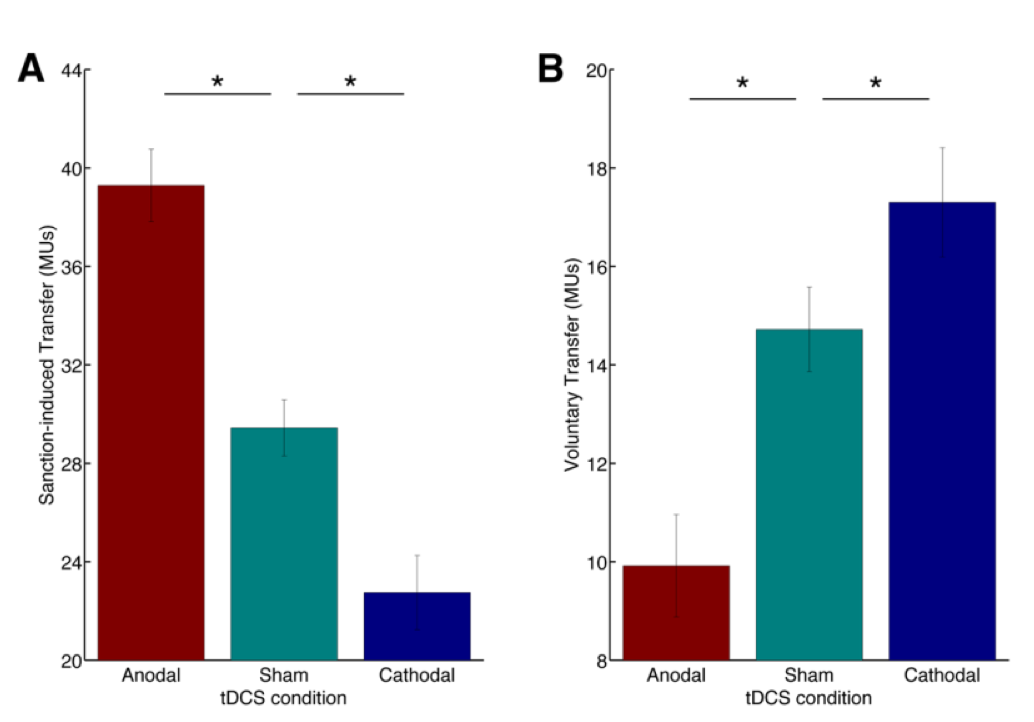 A
44
40
36
32
28
24
20
Sanction-induced Transfer (MUs)
* *
Anodal Sham Cathodal
tDCS condition
B
20
18
16
14
12
10
8
Voluntary Transfer (MUs)
* *
Anodal Sham Cathodal
tDCS condition